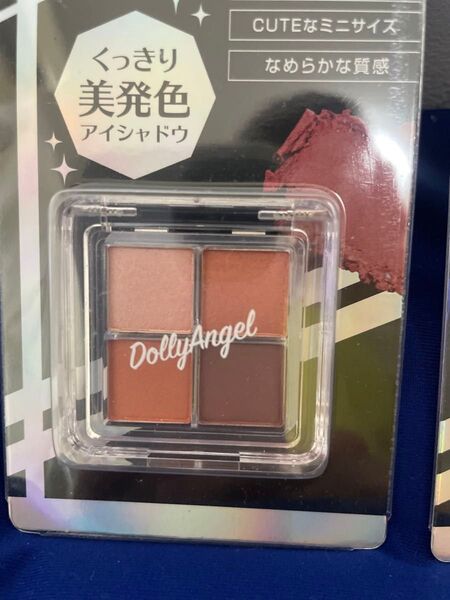 CUTEなミニサイズ
なめらかな質感
くっきり
美発色
アイシャドウ
DollyAngel